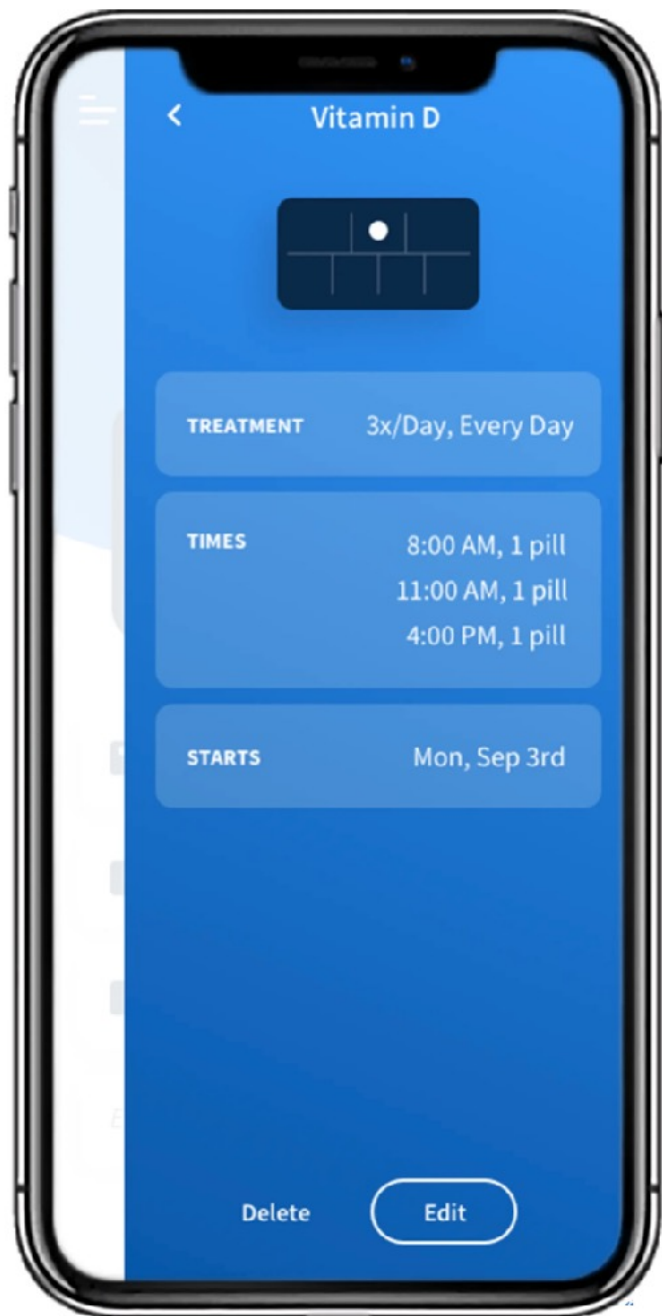 Vitamin D
TREATMENT 3x/Day, Every Day
TIMES 8:00 AM, 1 pill
11:00 AM, 1 pill
4:00 PM, 1 pill
STARTS Mon, Sep 3rd
Delete Edit